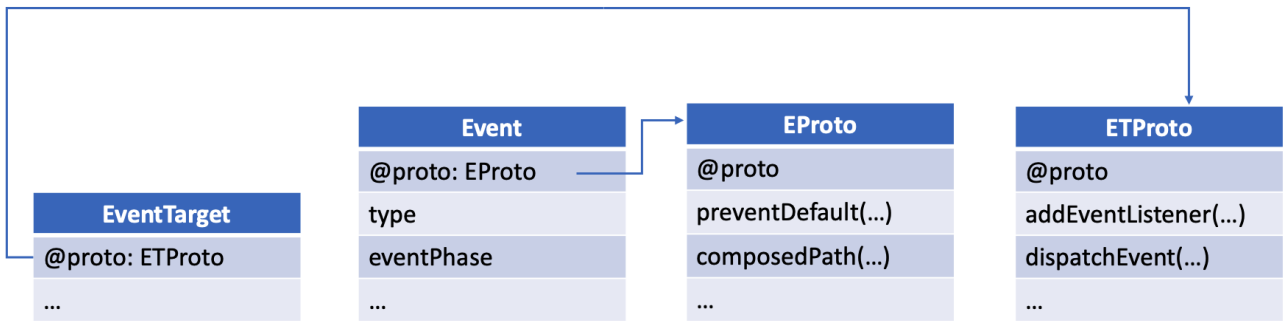 EventTarget
@proto: ETProto
...
Event
@proto: EProto
type
eventPhase
...
EProto
@proto
preventDefault(...)
composedPath(...)
...
ETProto
@proto
addEventListener(...)
dispatchEvent(...)
...